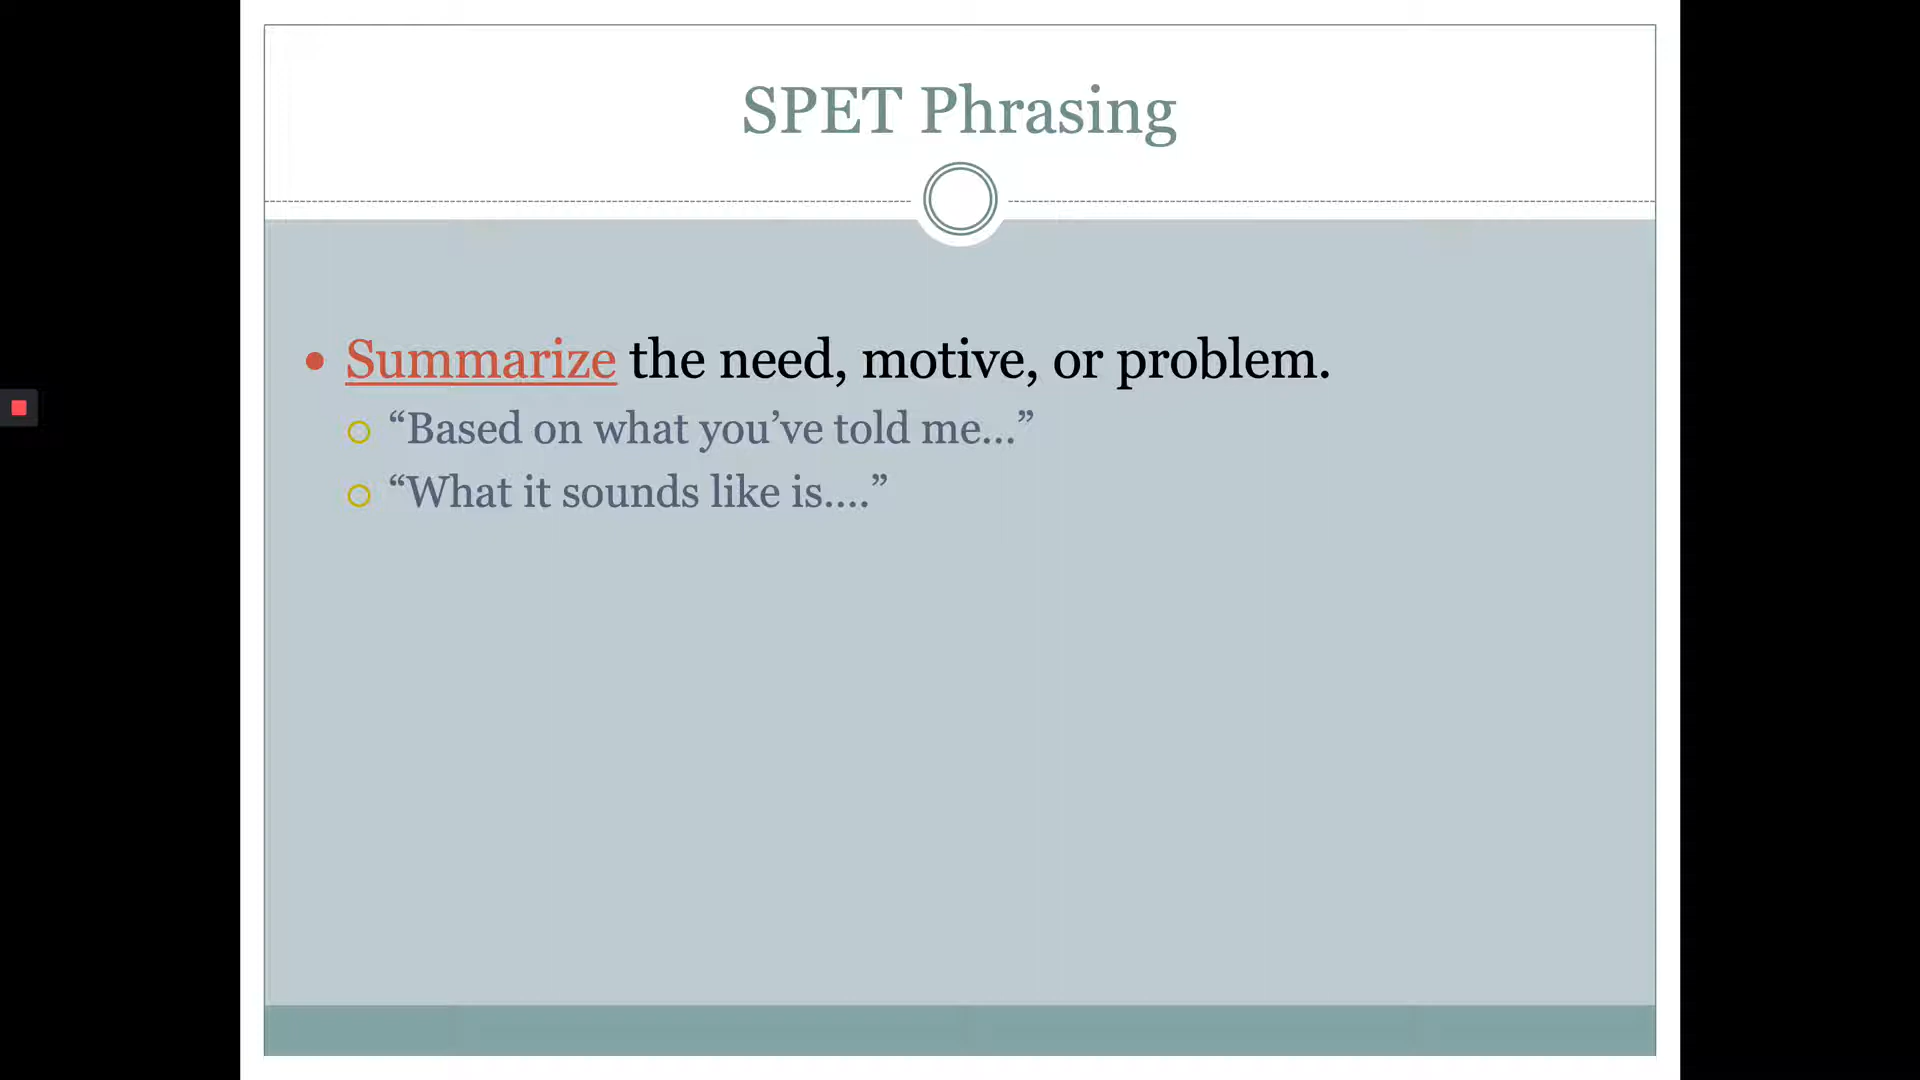 SPET Phrasing
Summarize the need, motive, or problem.
“Based on what you’ve told me…”
“What it sounds like is….”